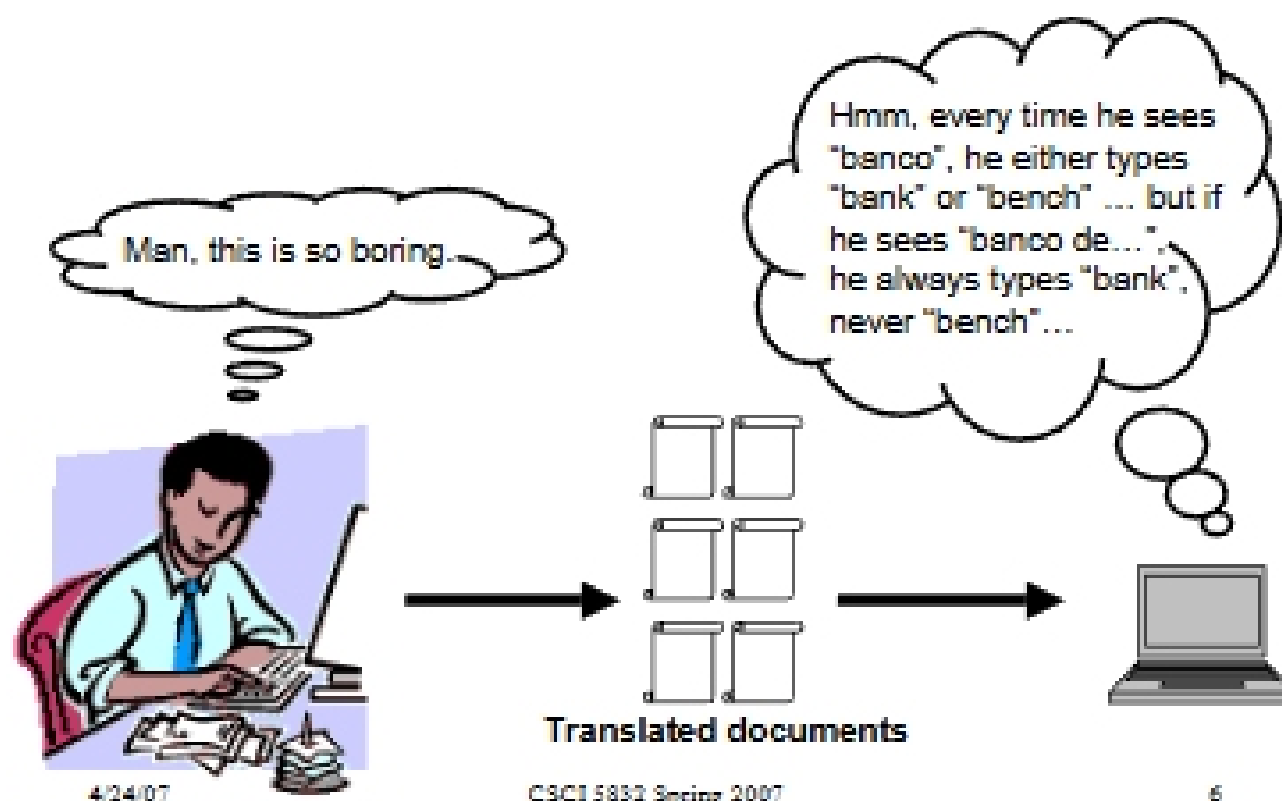 Hmm, every time he sees
"banco", he either types
"bank" or "bench" ... but if
he sees "banco de...",
he always types "bank",
never "bench"...
Man, this is so boring.
Translated documents
4/24/07
CSCI 5832 Spring 2007
6